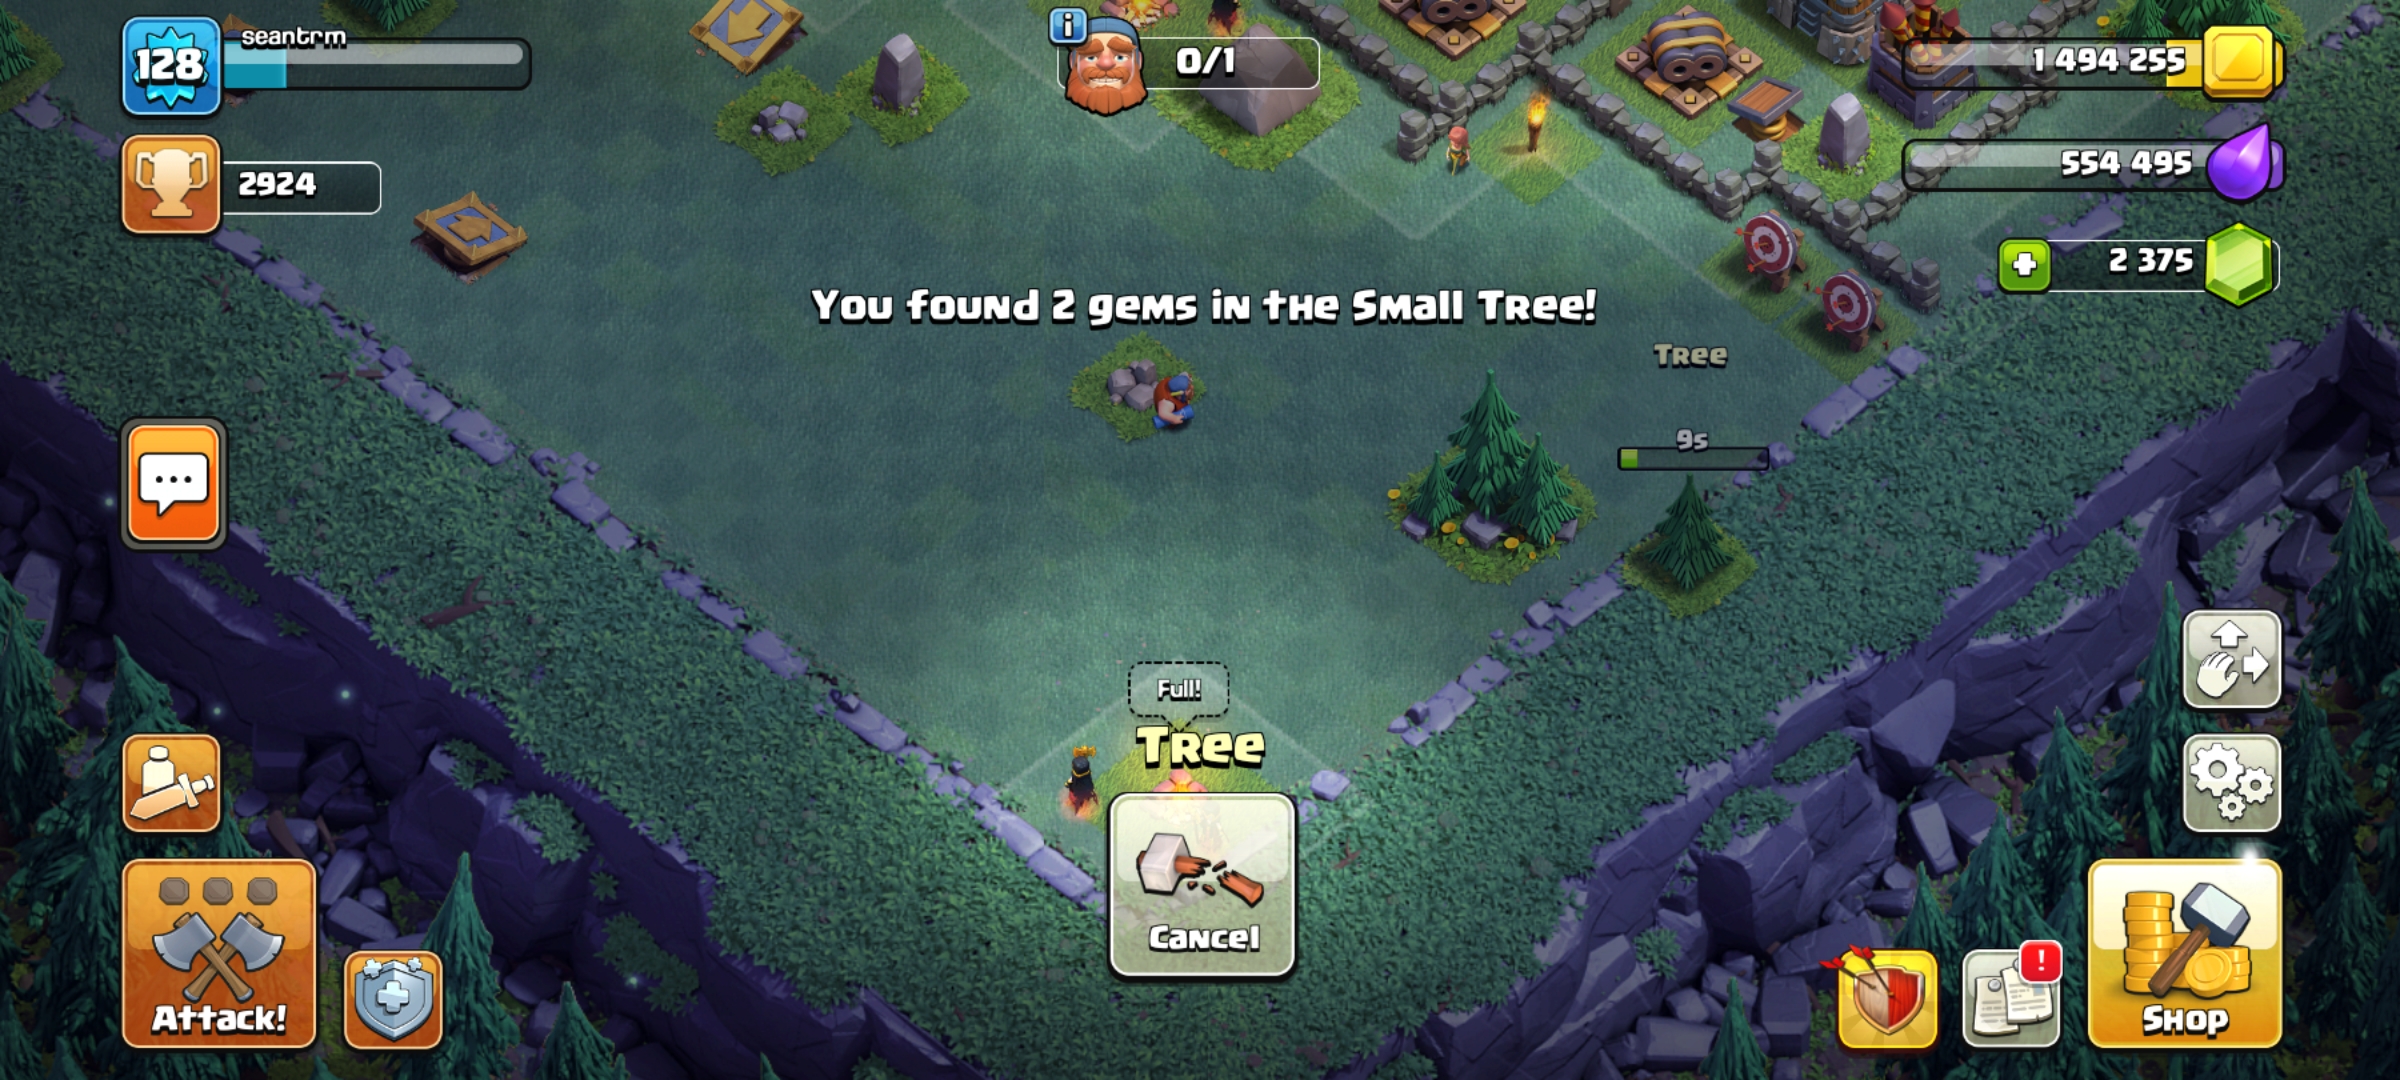 128
seantrm
0/1
1 494 255
2924
554 495
2 375
You found 2 gems in the Small Tree!
Tree
9s
Full!
Tree
Cancel
Attack!
!
Shop